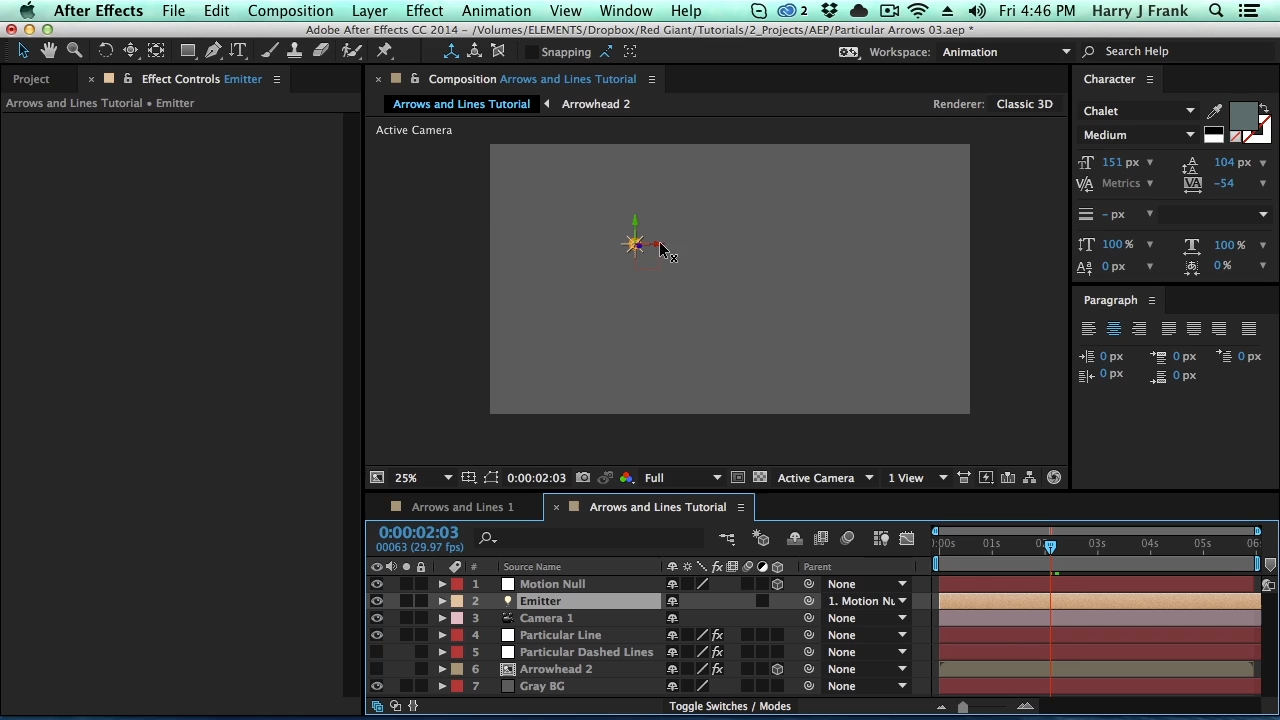 After Effects File Edit Composition Layer Effect Animation View Window Help 2 Fri 4:46 PM Harry J Frank
Adobe After Effects CC 2014 - /Volumes/ELEMENTS/Dropbox/Red Giant/Tutorials/2_Projects/AEP/Particular Arrows 03.aep *
Snapping Workspace: Animation Search Help
Project × Effect Controls Emitter
Arrows and Lines Tutorial • Emitter
× Composition Arrows and Lines Tutorial
Arrows and Lines Tutorial Arrowhead 2 Renderer: Classic 3D
Active Camera
25% 0:00:02:03 Full Active Camera 1 View
Character
Chalet
Medium
151 px 104 px
Metrics -54
- px
100 % 100 %
0 px 0 %
Paragraph
0 px 0 px 0 px
0 px 0 px
Arrows and Lines 1 × Arrows and Lines Tutorial
0:00:02:03
00063 (29.97 fps)
):00s 01s 03s 04s 05s 06
# Source Name fx Parent
1 Motion Null None
2 Emitter 1. Motion Nu
3 Camera 1 None
4 Particular Line fx None
5 Particular Dashed Lines fx None
6 Arrowhead 2 fx None
7 Gray BG None
Toggle Switches / Modes